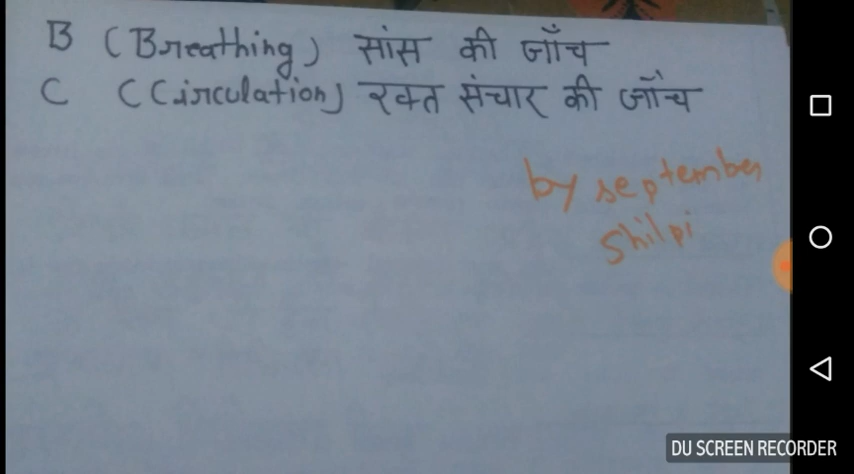 B (Breathing) सांस की जाँच
C (Circulation) रक्त संचार की जाँच
by september
shilpi
DU SCREEN RECORDER